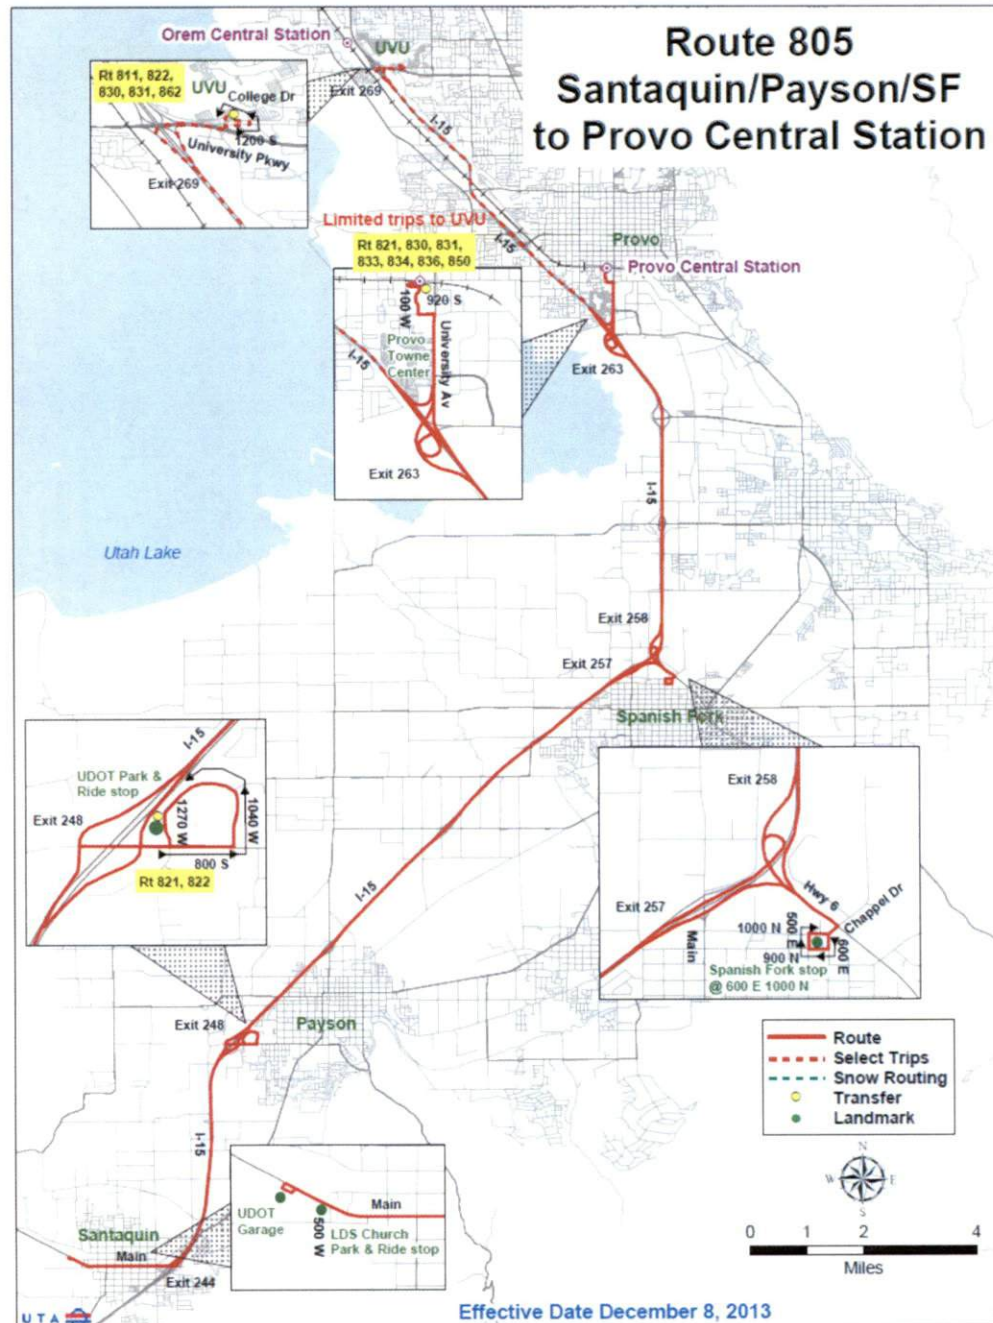 Route 805
Santaquin/Payson/SF
to Provo Central Station
Orem Central Station
UVU
Exit 269
I-15
Rt 811, 822,
830, 831, 862
UVU
College Dr
1200 S
University Pkwy
Exit 269
Limited trips to UVU
I-15
Provo
Rt 821, 830, 831,
833, 834, 836, 850
Provo Central Station
920 S
100 W
Provo
Towne
Center
University Av
I-15
Exit 263
Exit 263
I-15
Utah Lake
Exit 258
Exit 257
Spanish Fork
I-15
UDOT Park &
Ride stop
Exit 248
1270 W
1040 W
800 S
Rt 821, 822
Exit 258
Exit 257
Hwy 6
Chappel Dr
Main
1000 N
500 E
900 N
600 E
Spanish Fork stop
@ 600 E 1000 N
I-15
Exit 248
Payson
I-15
Route
Select Trips
Snow Routing
Transfer
Landmark
N
W
E
S
0 1 2 4
Miles
Santaquin
Main
Exit 244
UDOT
Garage
500 W
Main
LDS Church
Park & Ride stop
UTA
Effective Date December 8, 2013